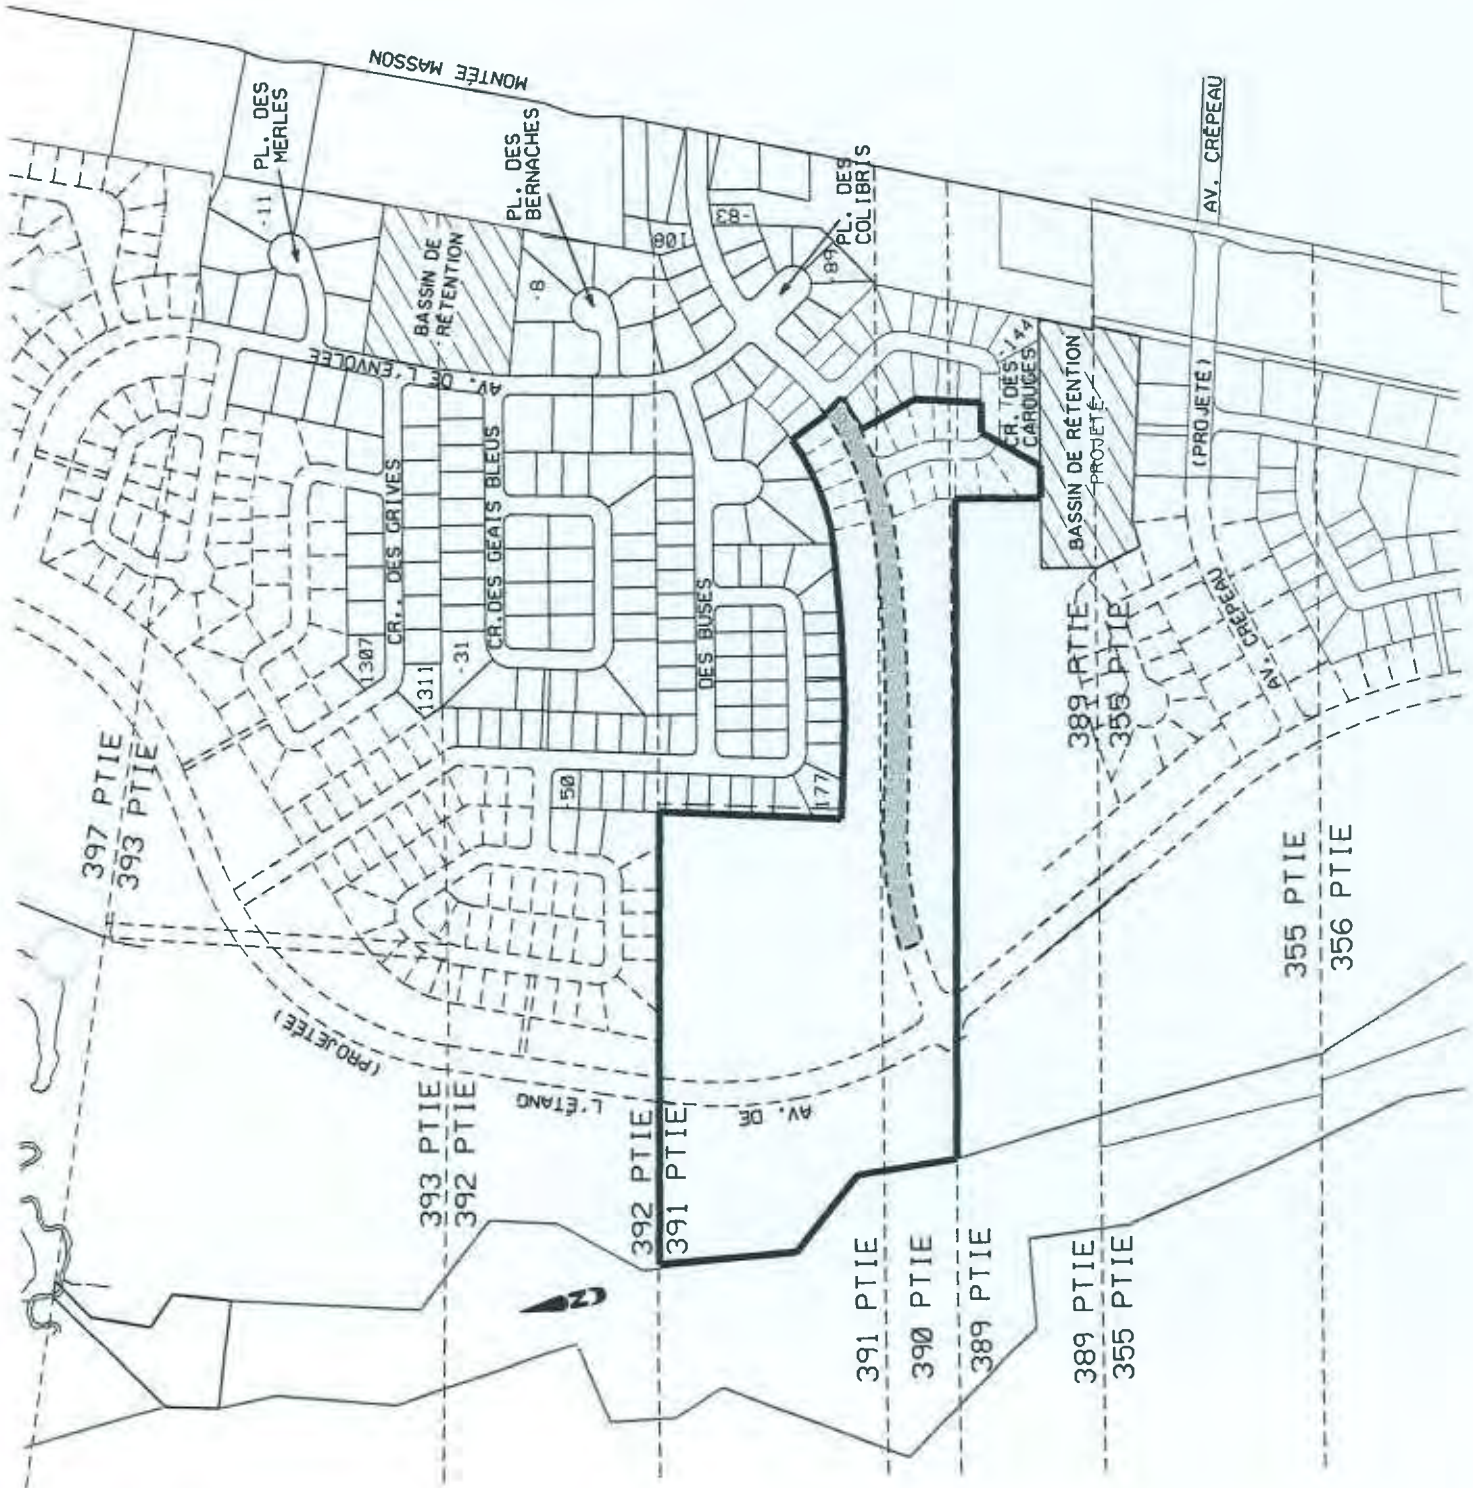 MONTÉE MASSON
PL. DES
MERLES
-11
PL. DES
BERNACHES
BASSIN DE
RÉTENTION
-8
108
-83
PL. DES
COLIBRIS
-89
AV. CRÊPEAU
AV. DE L'ENVOLÉE
CR. DES GRIVES
CR. DES GEAIS BLEUS
1307
1311
-31
DES BUSES
-50
177
CR. DES
CAROUGES
-144
BASSIN DE RÉTENTION
PROJETÉ
(PROJETÉ)
AV. CRÊPEAU
397 PTIE
393 PTIE
389 PTIE
355 PTIE
355 PTIE
356 PTIE
(PROJETÉE)
L'ÉTANG
AV. DE
393 PTIE
392 PTIE
392 PTIE
391 PTIE
391 PTIE
390 PTIE
389 PTIE
389 PTIE
355 PTIE
N